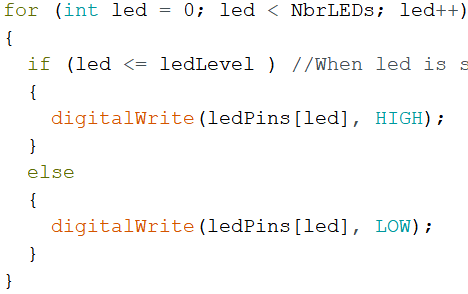 for (int led = 0; led < NbrLEDs; led++)
{
if (led <= ledLevel ) //When led is
{
digitalWrite(ledPins[led], HIGH);
}
else
{
digitalWrite(ledPins[led], LOW);
}
}